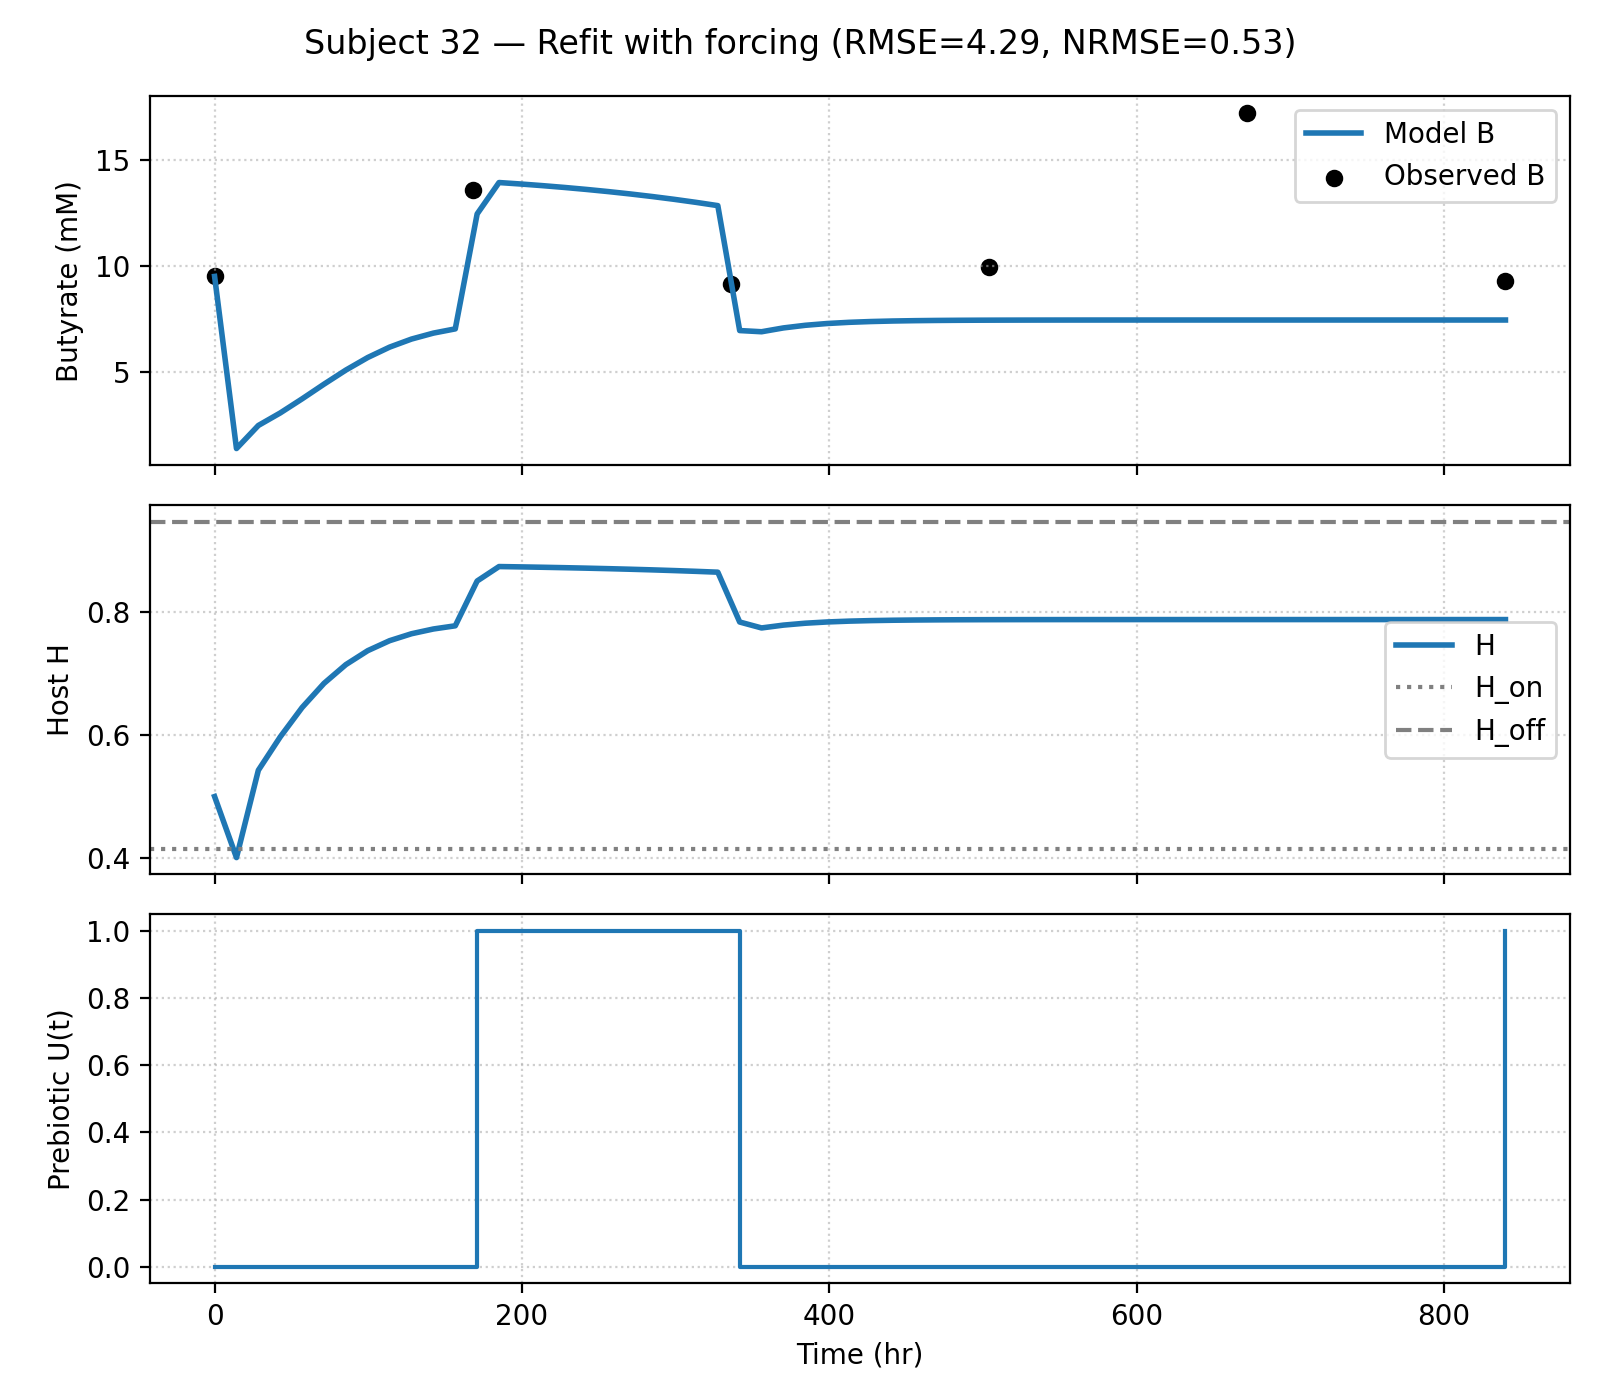 Subject 32 — Refit with forcing (RMSE=4.29, NRMSE=0.53)
Butyrate (mM)
15
10
5
Model B
Observed B
Host H
0.8
0.6
0.4
H
H_on
H_off
Prebiotic U(t)
1.0
0.8
0.6
0.4
0.2
0.0
0 200 400 600 800
Time (hr)